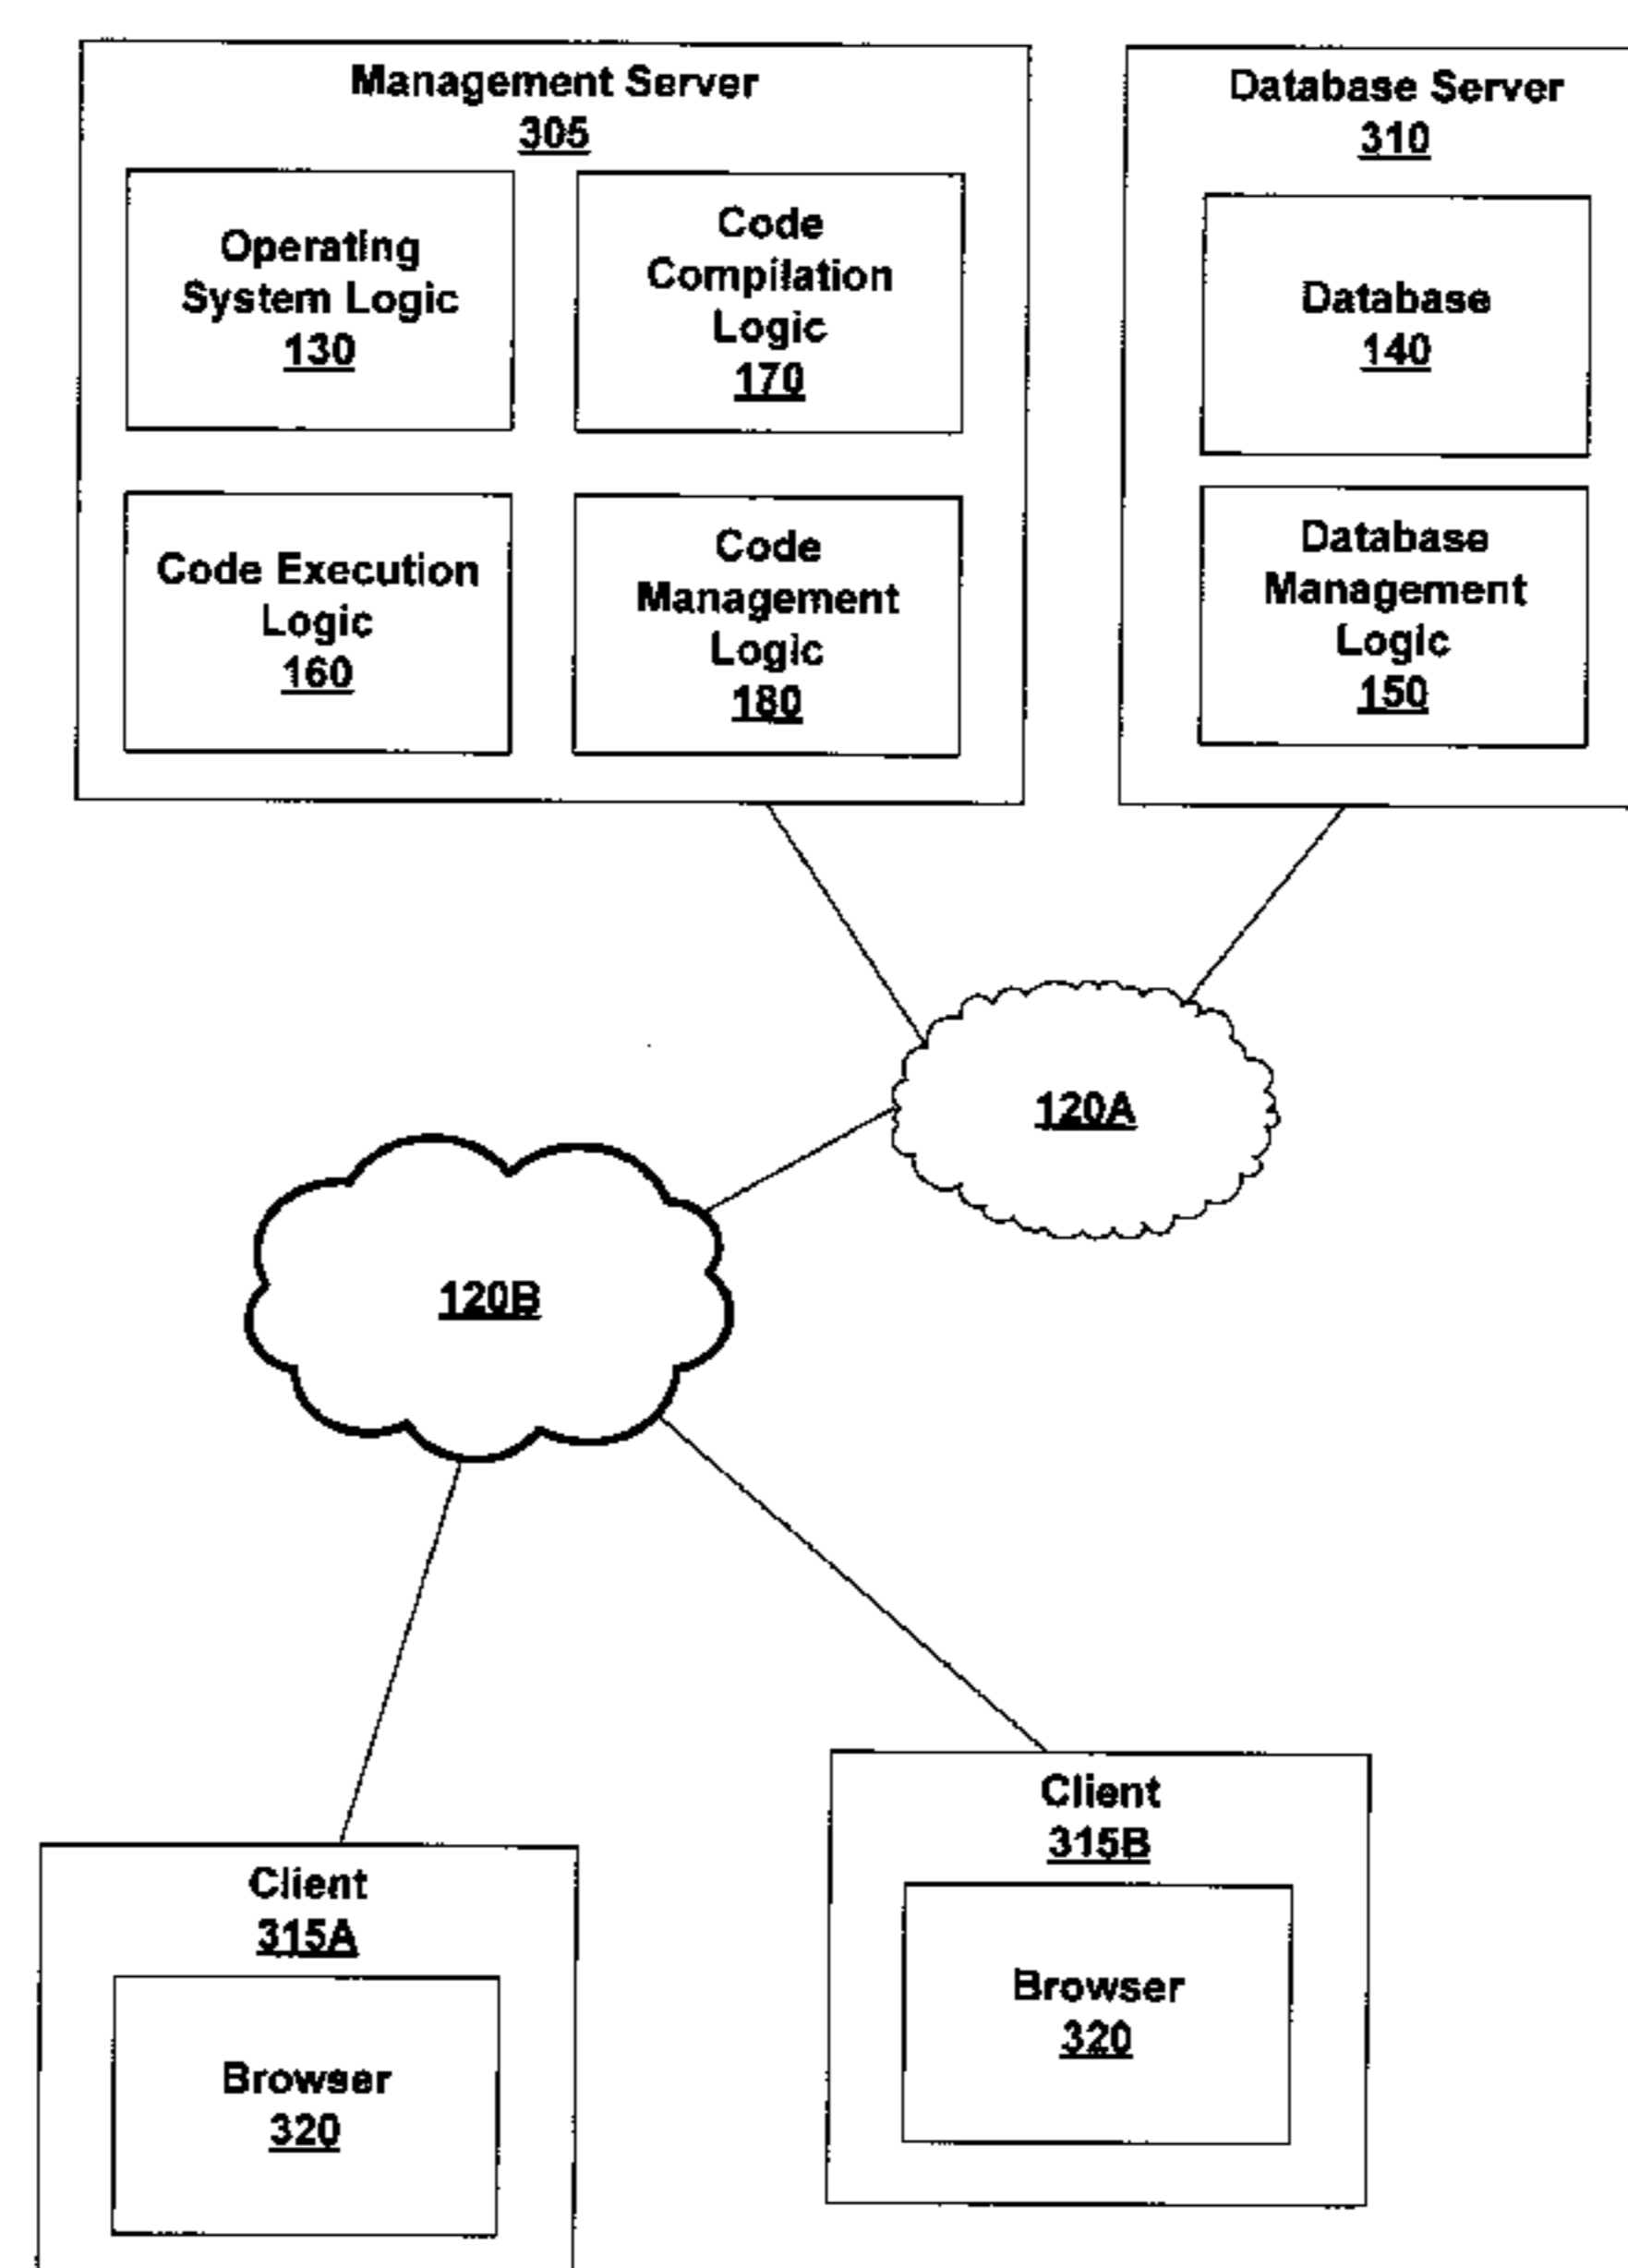 Management Server
305
Operating
System Logic
130
Code
Compilation
Logic
170
Code Execution
Logic
160
Code
Management
Logic
180
Database Server
310
Database
140
Database
Management
Logic
150
120A
120B
Client
315A
Browser
320
Client
315B
Browser
320